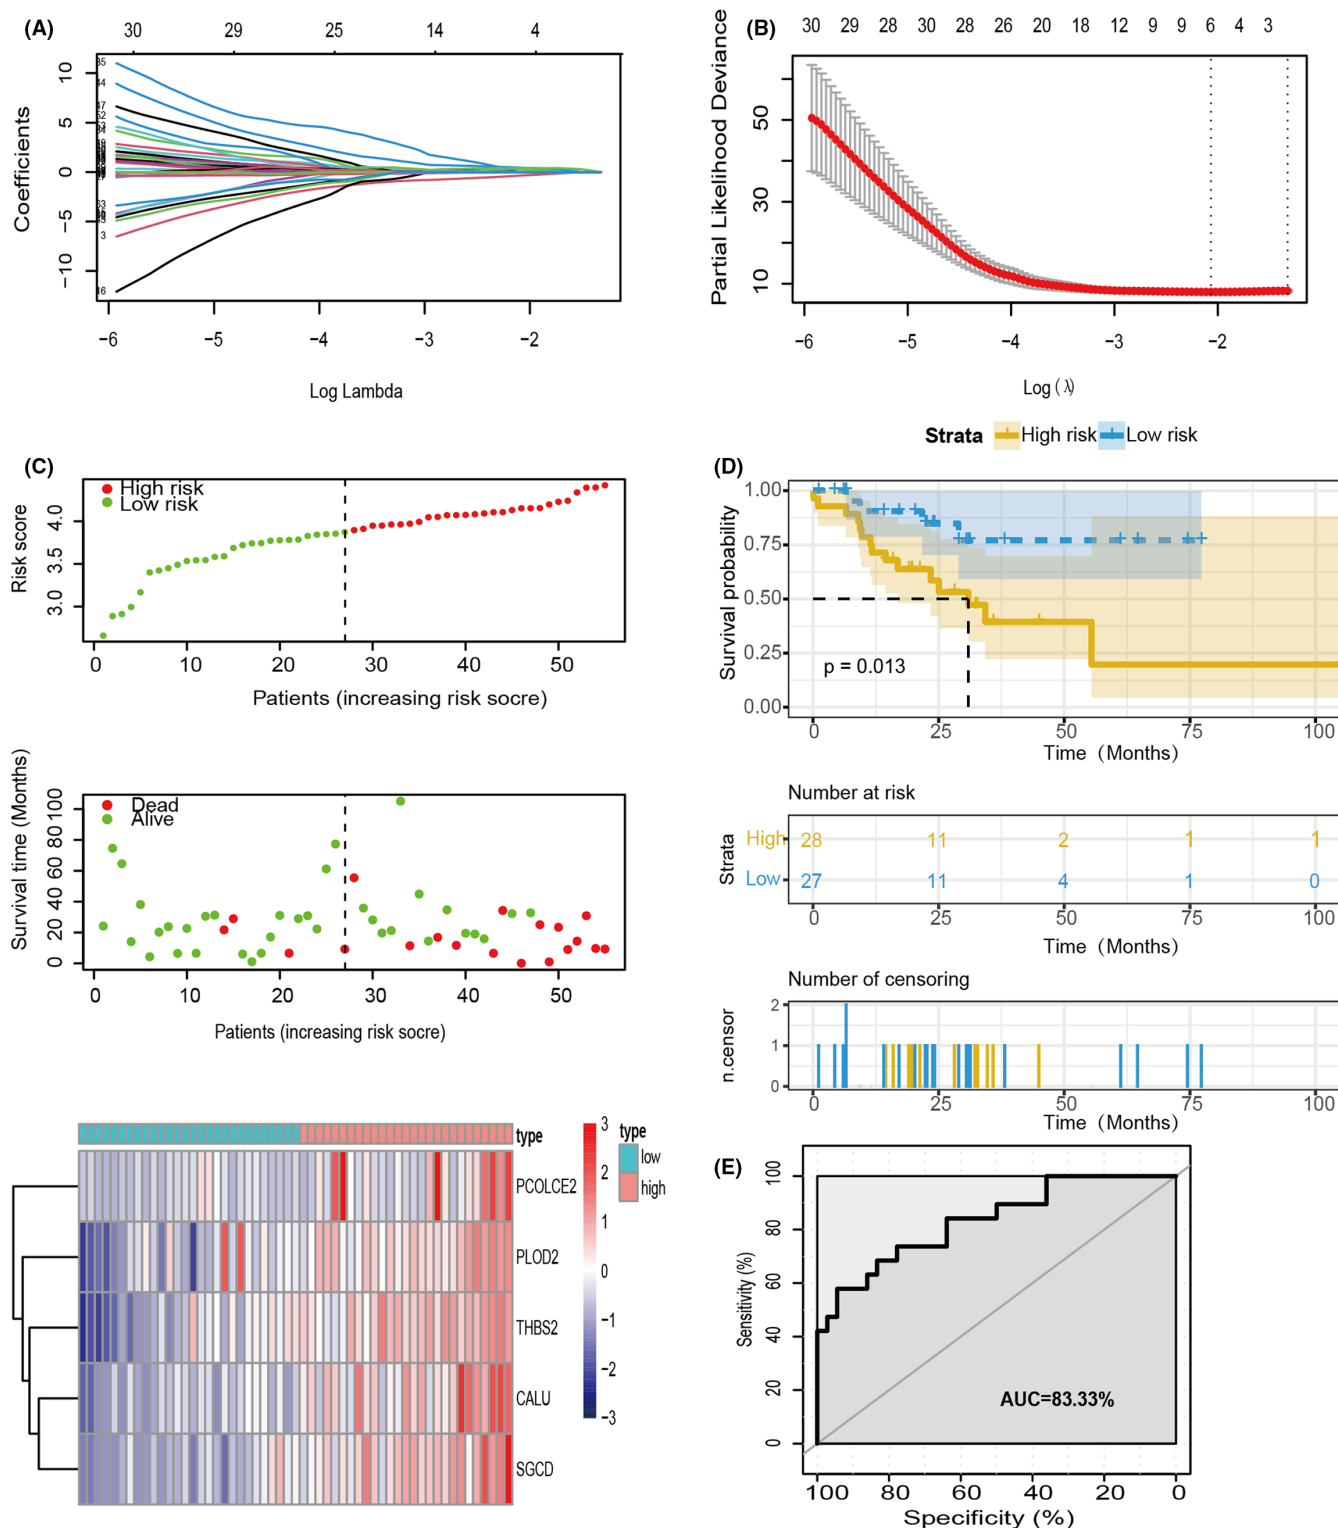 (A)
30 29 25 14 4
Coefficients
10
5
0
−5
−10
35
44
47
52
3
16
−6 −5 −4 −3 −2
Log Lambda
(B)
30 29 28 30 28 26 20 18 12 9 9 6 4 3
Partial Likelihood Deviance
50
30
10
−6 −5 −4 −3 −2
Log (λ)
(C)
High risk
Low risk
Risk score
4.0
3.5
3.0
0 10 20 30 40 50
Patients (increasing risk socre)
Dead
Alive
Survival time (Months)
100
80
60
40
20
0
0 10 20 30 40 50
Patients (increasing risk socre)
type
PCOLCE2
PLOD2
THBS2
CALU
SGCD
3
2
1
0
−1
−2
−3
type
low
high
Strata High risk Low risk
(D)
Survival probability
1.00
0.75
0.50
0.25
0.00
p = 0.013
0 25 50 75 100
Time (Months)
Number at risk
Strata
High 28 11 2 1 1
Low 27 11 4 1 0
0 25 50 75 100
Time (Months)
Number of censoring
n.censor
2
1
0
0 25 50 75 100
Time (Months)
(E)
Sensitivity (%)
100
80
60
40
20
0
AUC=83.33%
100 80 60 40 20 0
Specificity (%)